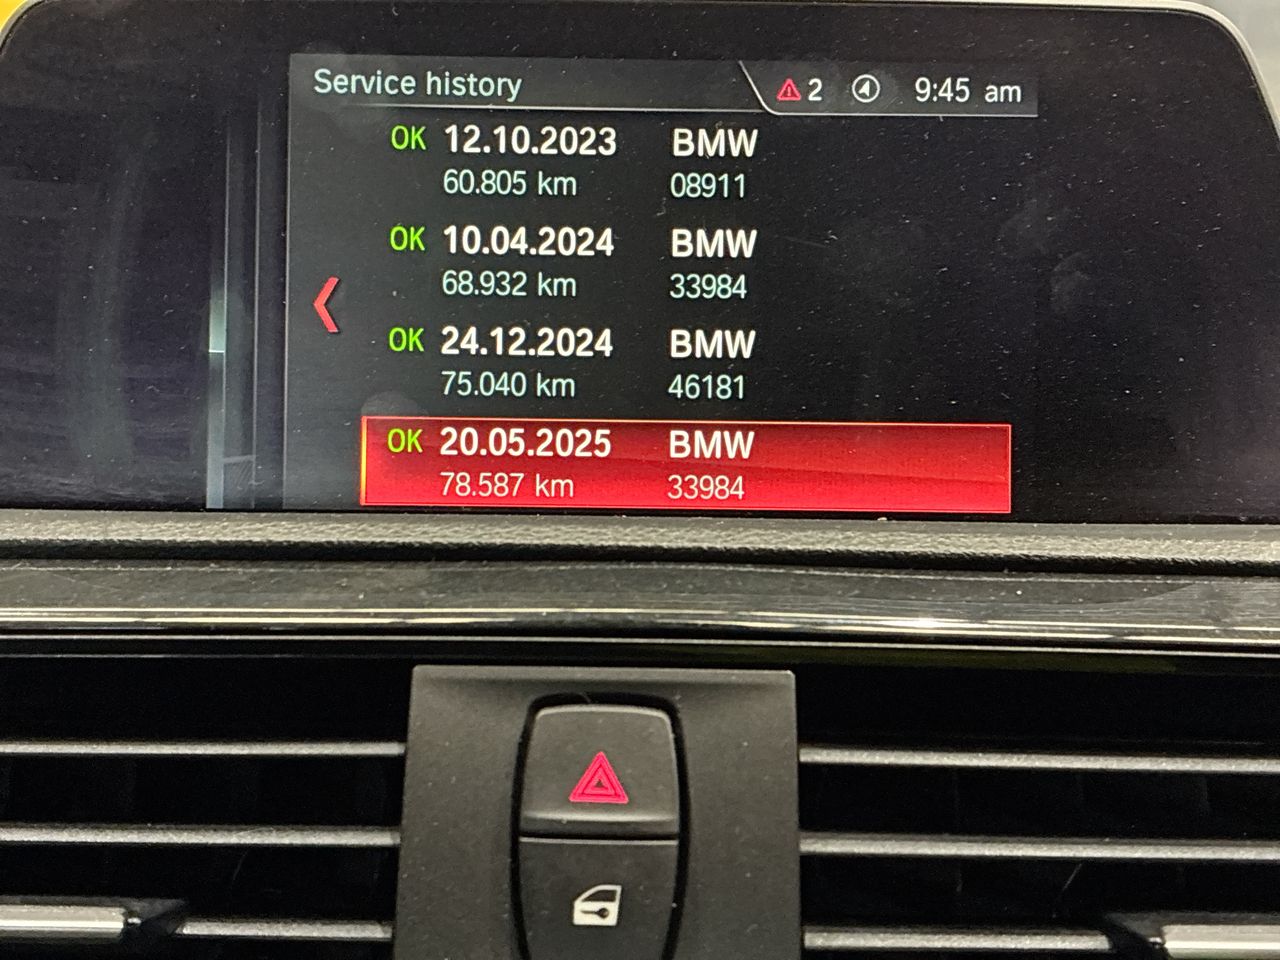 Service history 2 9:45 am
OK 12.10.2023 BMW
60.805 km 08911
OK 10.04.2024 BMW
68.932 km 33984
OK 24.12.2024 BMW
75.040 km 46181
OK 20.05.2025 BMW
78.587 km 33984